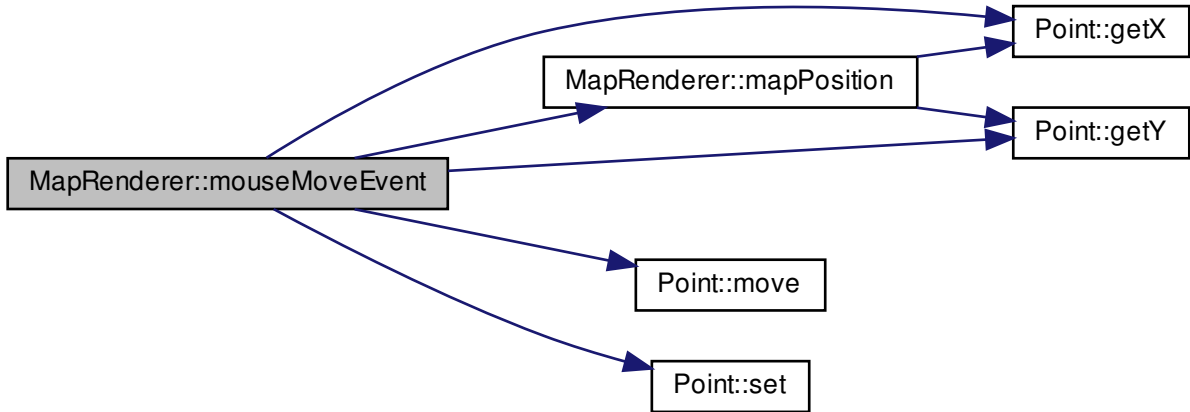 Point::getX
MapRenderer::mapPosition
Point::getY
MapRenderer::mouseMoveEvent
Point::move
Point::set